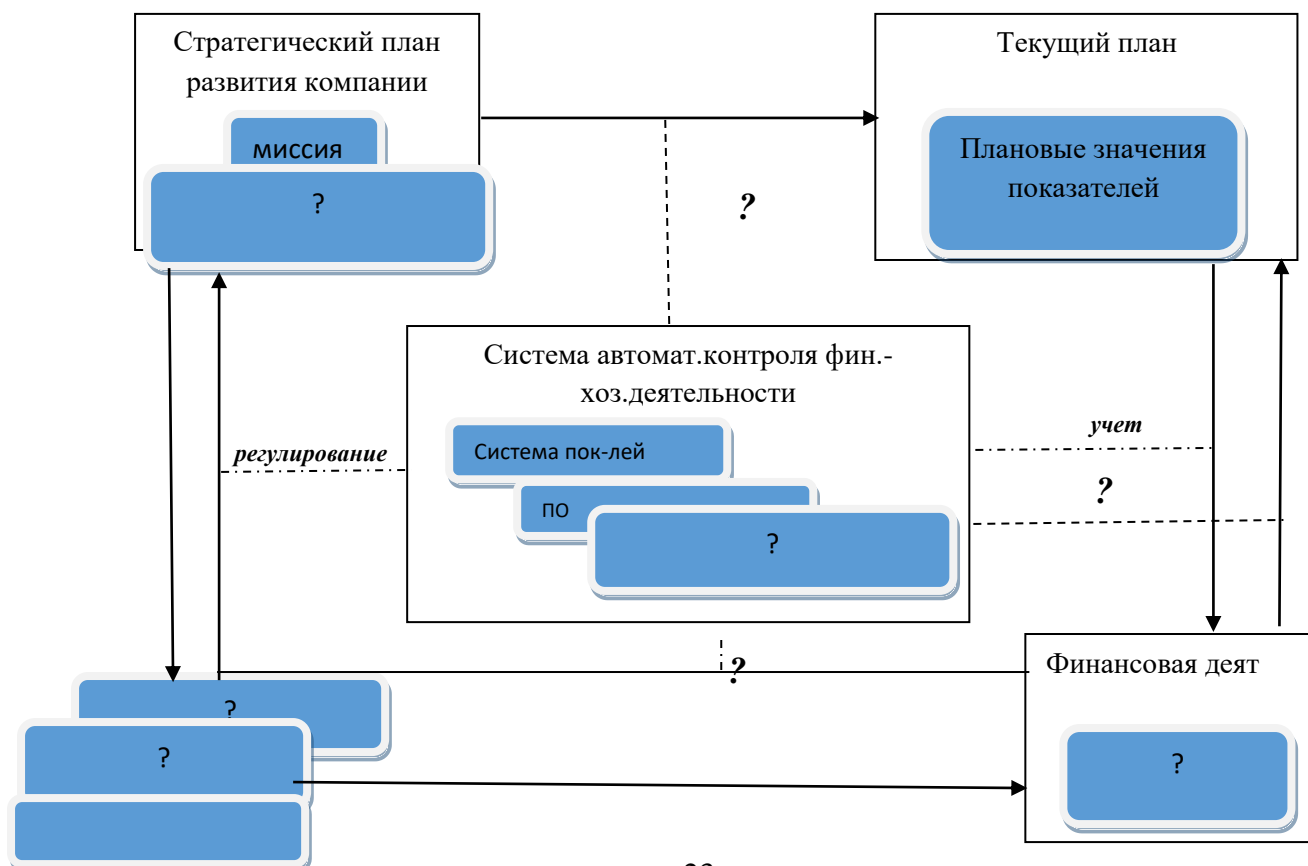 Стратегический план
развития компании
миссия
?
Текущий план
Плановые значения
показателей
?
Система автомат.контроля фин.-
хоз.деятельности
Система пок-лей
ПО
?
регулирование
учет
?
?
Финансовая деят
?
?
?